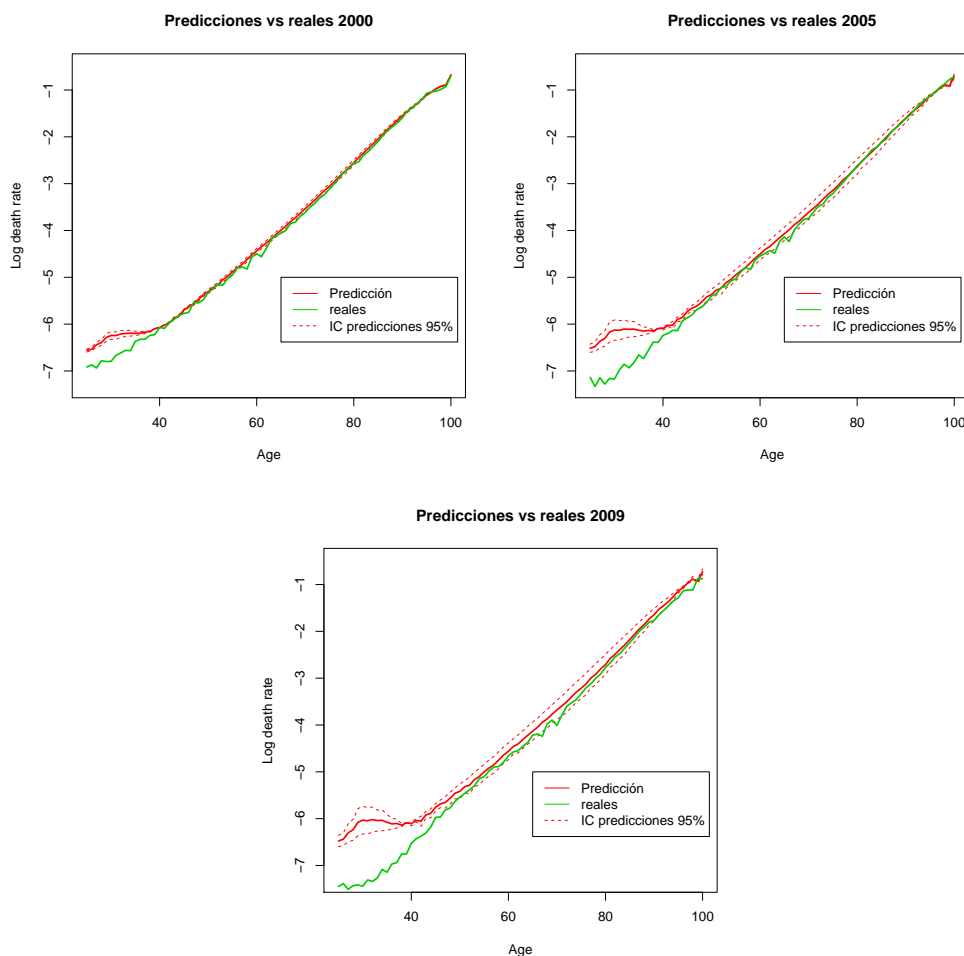 Predicciones vs reales 2000
Log death rate
-1
-2
-3
-4
-5
-6
-7
Predicción
reales
IC predicciones 95%
40
60
80
100
Age
Predicciones vs reales 2005
Log death rate
-1
-2
-3
-4
-5
-6
-7
Predicción
reales
IC predicciones 95%
40
60
80
100
Age
Predicciones vs reales 2009
Log death rate
-1
-2
-3
-4
-5
-6
-7
Predicción
reales
IC predicciones 95%
40
60
80
100
Age